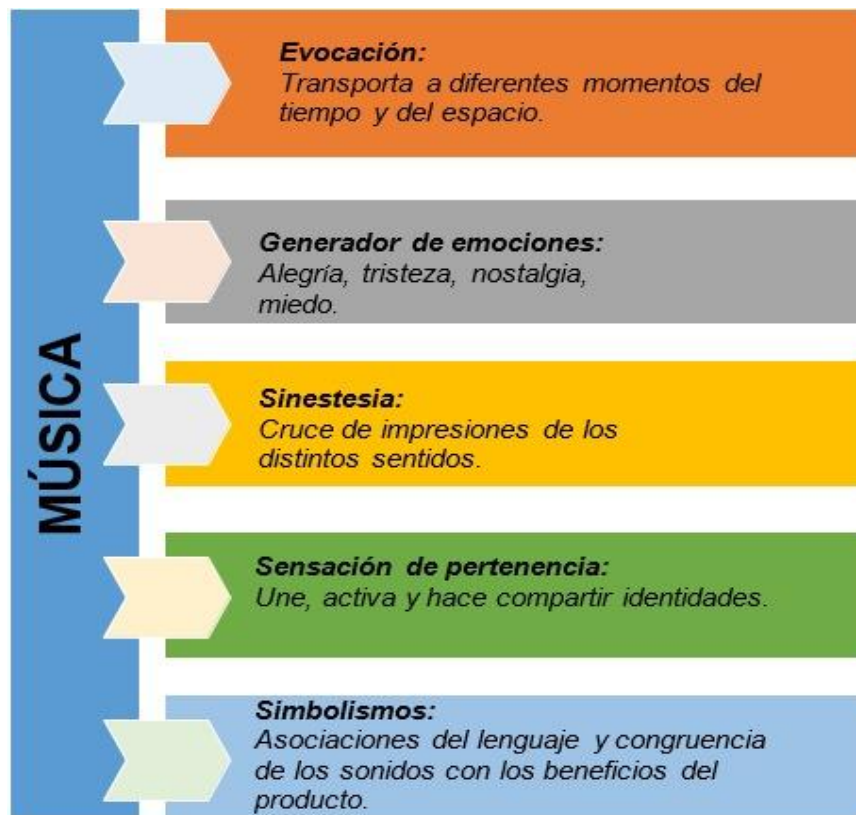 MÚSICA
Evocación:
Transporta a diferentes momentos del
tiempo y del espacio.
Generador de emociones:
Alegría, tristeza, nostalgia,
miedo.
Sinestesia:
Cruce de impresiones de los
distintos sentidos.
Sensación de pertenencia:
Une, activa y hace compartir identidades.
Simbolismos:
Asociaciones del lenguaje y congruencia
de los sonidos con los beneficios del
producto.